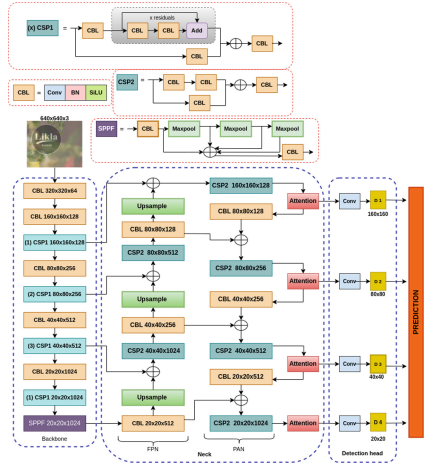 x residuals
(x) CSP1 = CBL CBL CBL Add CBL
CBL
CBL = Conv BN SiLU
CSP2 = CBL CBL CBL
CBL
640x640x3
Likla
SPPF = CBL Maxpool Maxpool Maxpool
CBL
CBL 320x320x64
CBL 160x160x128
(1) CSP1 160x160x128
CBL 80x80x256
(2) CSP1 80x80x256
CBL 40x40x512
(3) CSP1 40x40x512
CBL 20x20x1024
(1) CSP1 20x20x1024
SPPF 20x20x1024
Backbone
Upsample
CBL 80x80x128
CSP2 80x80x512
Upsample
CBL 40x40x256
CSP2 40x40x1024
Upsample
CBL 20x20x512
FPN
CSP2 160x160x128
CBL 80x80x128
CSP2 80x80x256
CBL 40x40x256
CSP2 40x40x512
CBL 20x20x512
CSP2 20x20x1024
PAN
Neck
Attention
Attention
Attention
Attention
Conv D 1
160x160
Conv D 2
80x80
Conv D 3
40x40
Conv D 4
20x20
Detection head
PREDICTION